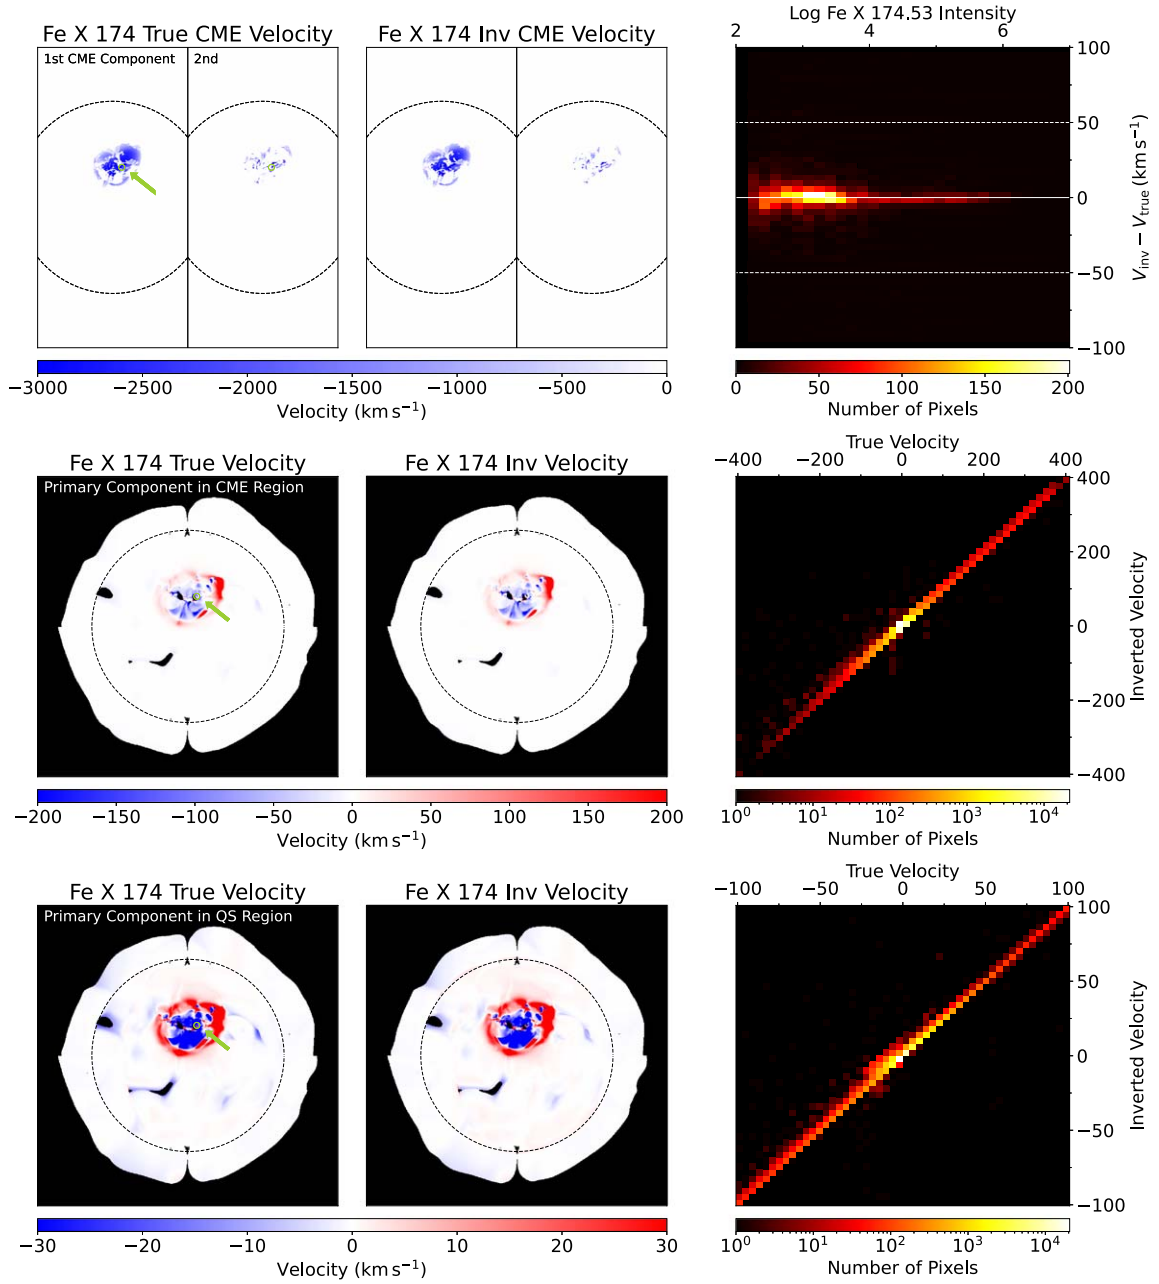 Fe X 174 True CME Velocity
Fe X 174 Inv CME Velocity
Log Fe X 174.53 Intensity
2 4 6
1st CME Component
2nd
100
50
0
−50
−100
V_inv − V_true (km s⁻¹)
−3000 −2500 −2000 −1500 −1000 −500 0
Velocity (km s⁻¹)
0 50 100 150 200
Number of Pixels
Fe X 174 True Velocity
Fe X 174 Inv Velocity
True Velocity
−400 −200 0 200 400
Primary Component in CME Region
400
200
0
−200
−400
Inverted Velocity
−200 −150 −100 −50 0 50 100 150 200
Velocity (km s⁻¹)
10⁰ 10¹ 10² 10³ 10⁴
Number of Pixels
Fe X 174 True Velocity
Fe X 174 Inv Velocity
True Velocity
−100 −50 0 50 100
Primary Component in QS Region
100
50
0
−50
−100
Inverted Velocity
−30 −20 −10 0 10 20 30
Velocity (km s⁻¹)
10⁰ 10¹ 10² 10³ 10⁴
Number of Pixels